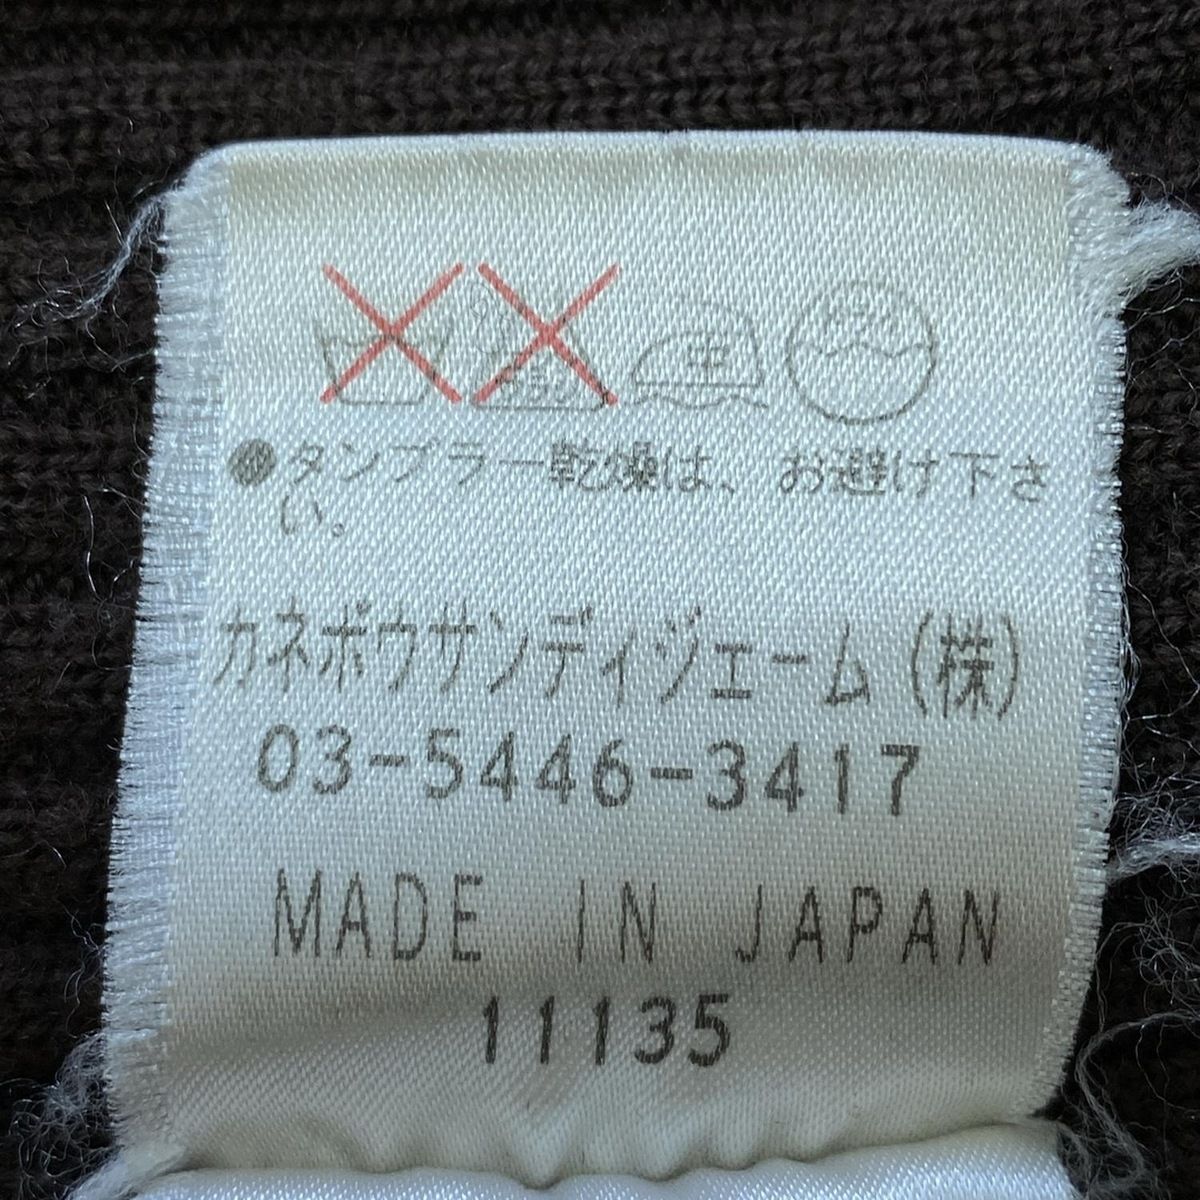 中
●タンブラー乾燥は、お避け下さ
い。
カネボウサンディジェーム(株)
03-5446-3417
MADE IN JAPAN
11135